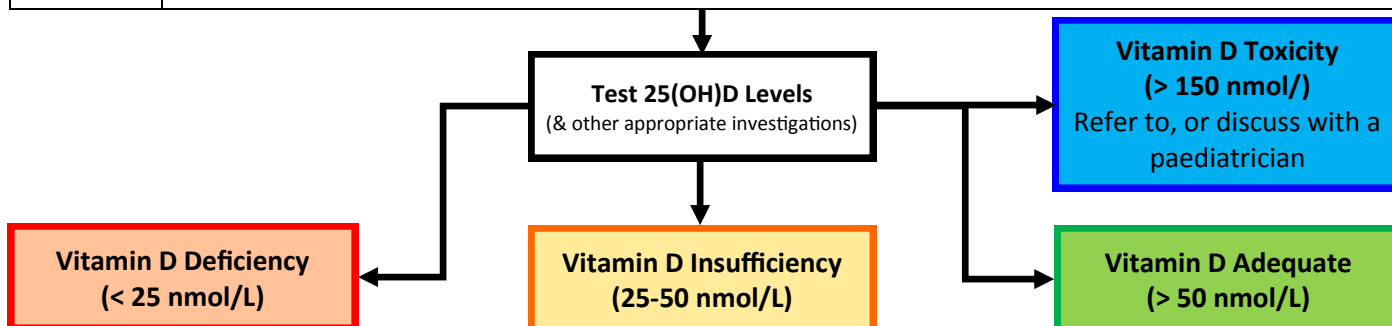 Test 25(OH)D Levels
(& other appropriate investigations)
Vitamin D Toxicity
(> 150 nmol/)
Refer to, or discuss with a
paediatrician
Vitamin D Deficiency
(< 25 nmol/L)
Vitamin D Insufficiency
(25-50 nmol/L)
Vitamin D Adequate
(> 50 nmol/L)